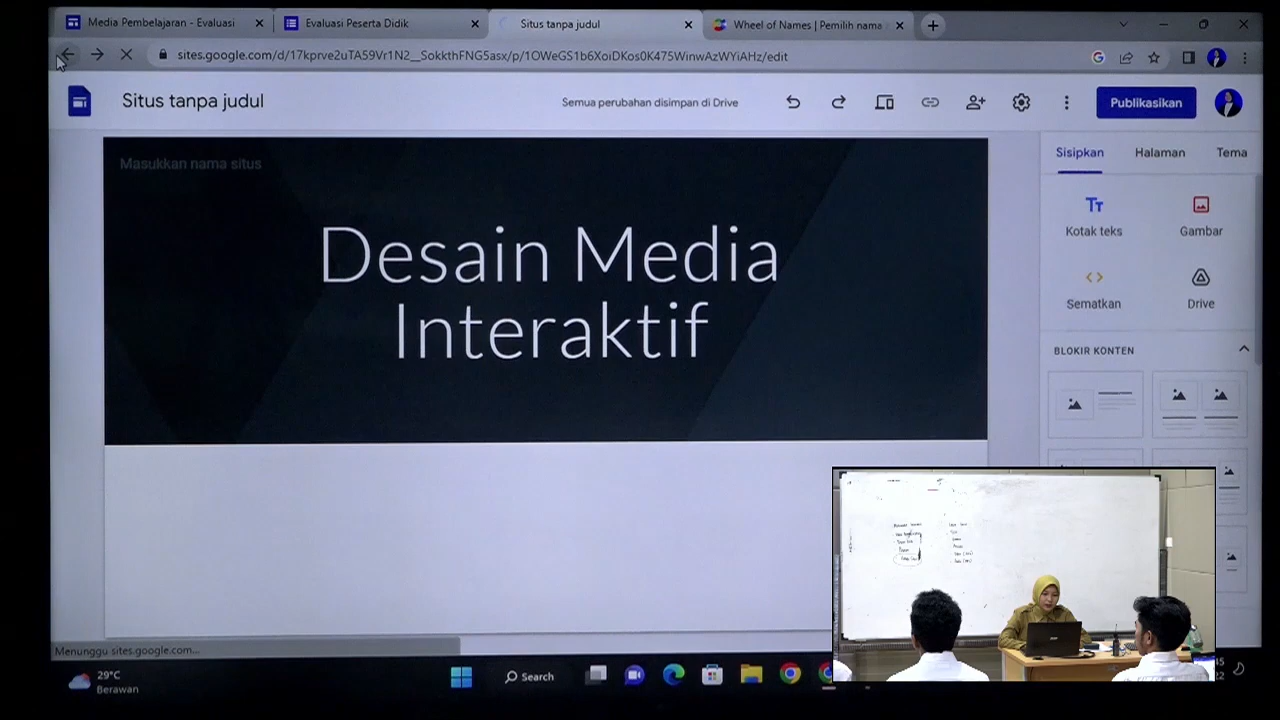 Media Pembelajaran - Evaluasi
Evaluasi Peserta Didik
Situs tanpa judul
Wheel of Names | Pemilih nama
sites.google.com/d/17kprve2uTA59Vr1N2__SokkthFNG5asx/p/1OWeGS1b6XoiDKos0K475WinwAzWYiAHz/edit
Situs tanpa judul
Semua perubahan disimpan di Drive
Publikasikan
Masukkan nama situs
Desain Media
Interaktif
Sisipkan
Halaman
Tema
Tт
Kotak teks
Gambar
Sematkan
Drive
BLOKIR KONTEN
Menunggu sites.google.com...
29°C
Berawan
Search